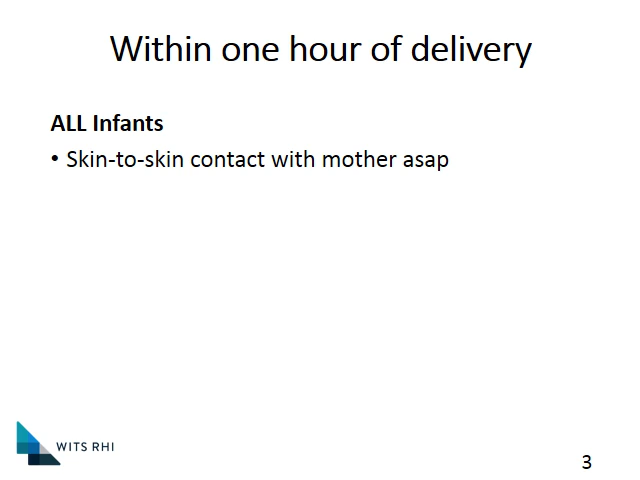 Within one hour of delivery
ALL Infants
• Skin-to-skin contact with mother asap
WITS RHI
3